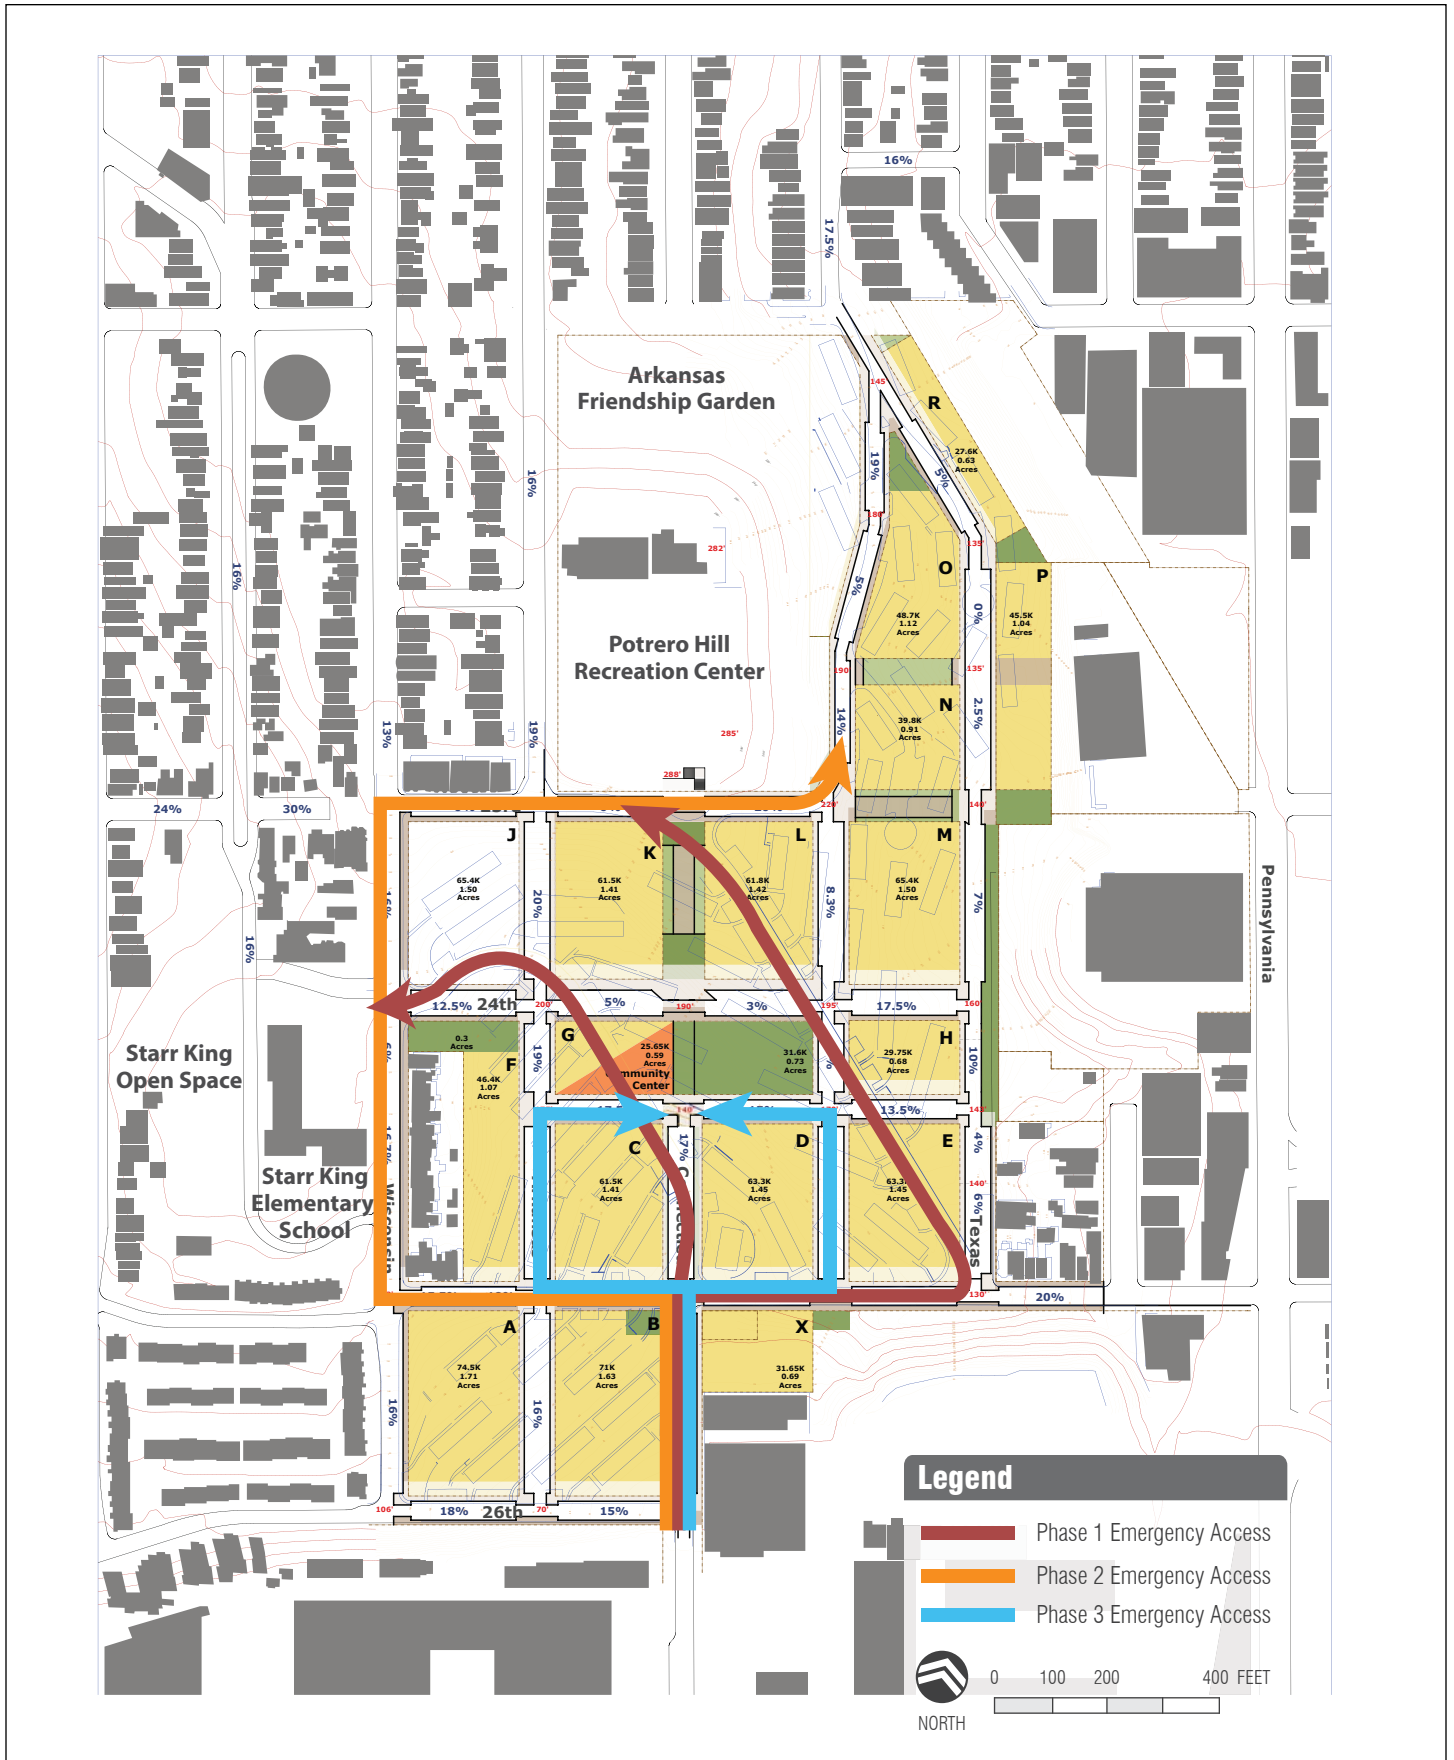 16%
17.5%
Arkansas
Friendship Garden
145'
R
27.6K
0.63
Acres
19%
5%
16%
180'
282'
135'
16%
5%
O
P
48.7K
1.12
Acres
0%
45.5K
1.04
Acres
Potrero Hill
Recreation Center
190'
135'
N
13%
19%
285'
14%
39.8K
0.91
Acres
2.5%
288'
24%
30%
220'
140'
J
K
L
M
65.4K
1.50
Acres
61.5K
1.41
Acres
61.8K
1.42
Acres
65.4K
1.50
Acres
20%
8.3%
7%
Pennsylvania
16%
12.5%
24th
200'
5%
190'
3%
195'
17.5%
160'
Starr King
Open Space
0.3
Acres
F
46.4K
1.07
Acres
19%
G
25.65K
0.59
Acres
Center
31.6K
0.73
Acres
H
29.75K
0.68
Acres
10%
140'
13.5%
143'
C
17%
D
E
4%
61.5K
1.41
Acres
63.3K
1.45
Acres
1.45
Acres
140'
6%
Texas
Starr King
Elementary
School
Wisconsin
130'
20%
A
B
X
74.5K
1.71
Acres
71K
1.63
Acres
31.65K
0.69
Acres
16%
16%
106'
18%
26th
70'
15%
Legend
Phase 1 Emergency Access
Phase 2 Emergency Access
Phase 3 Emergency Access
0 100 200 400 FEET
NORTH